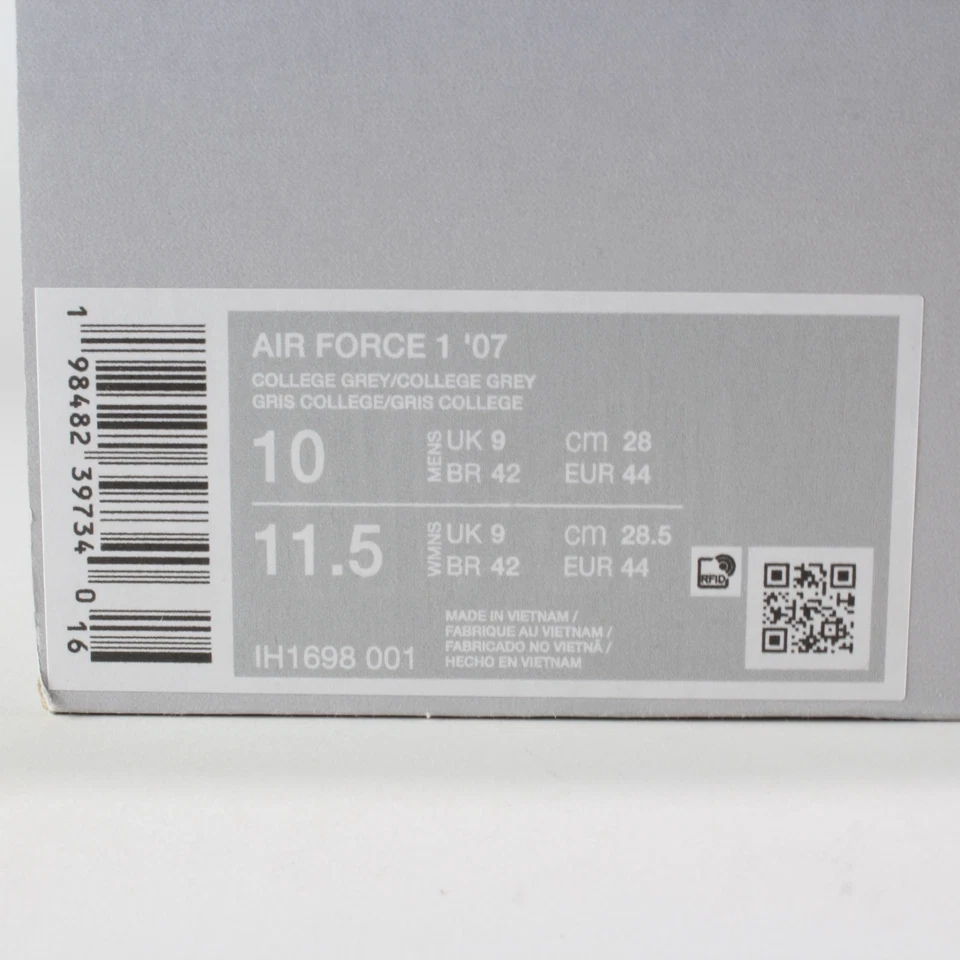 1 98482 39734 0 16
AIR FORCE 1 '07
COLLEGE GREY/COLLEGE GREY
GRIS COLLEGE/GRIS COLLEGE
10 MENS UK 9 cm 28
BR 42 EUR 44
11.5 WMNS UK 9 cm 28.5
BR 42 EUR 44
RFID
MADE IN VIETNAM /
FABRIQUE AU VIETNAM /
FABRICADO NO VIETNÃ /
HECHO EN VIETNAM
IH1698 001